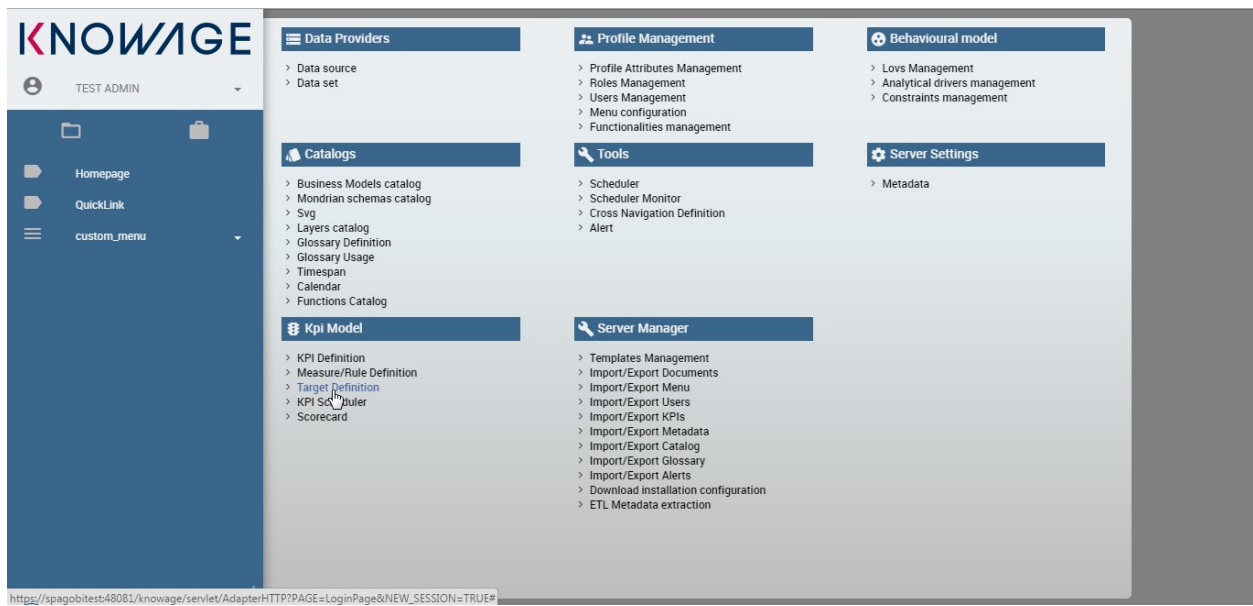 KNOWAGE
TEST ADMIN
Homepage
QuickLink
custom_menu
Data Providers
> Data source
> Data set
Profile Management
> Profile Attributes Management
> Roles Management
> Users Management
> Menu configuration
> Functionalities management
Behavioural model
> Lovs Management
> Analytical drivers management
> Constraints management
Catalogs
> Business Models catalog
> Mondrian schemas catalog
> Svg
> Layers catalog
> Glossary Definition
> Glossary Usage
> Timespan
> Calendar
> Functions Catalog
Tools
> Scheduler
> Scheduler Monitor
> Cross Navigation Definition
> Alert
Server Settings
> Metadata
Kpi Model
> KPI Definition
> Measure/Rule Definition
> Target Definition
> KPI Scheduler
> Scorecard
Server Manager
> Templates Management
> Import/Export Documents
> Import/Export Menu
> Import/Export Users
> Import/Export KPIs
> Import/Export Metadata
> Import/Export Catalog
> Import/Export Glossary
> Import/Export Alerts
> Download installation configuration
> ETL Metadata extraction
https://spagobitest:48081/knowage/servlet/AdapterHTTP?PAGE=LoginPage&NEW_SESSION=TRUE#